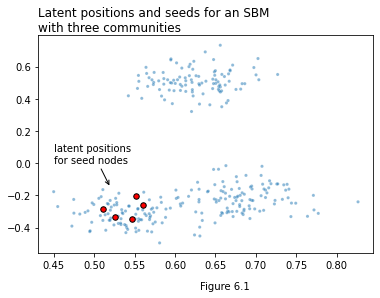 Latent positions and seeds for an SBM
with three communities
0.6
0.4
0.2
0.0
−0.2
−0.4
latent positions
for seed nodes
0.45 0.50 0.55 0.60 0.65 0.70 0.75 0.80
Figure 6.1